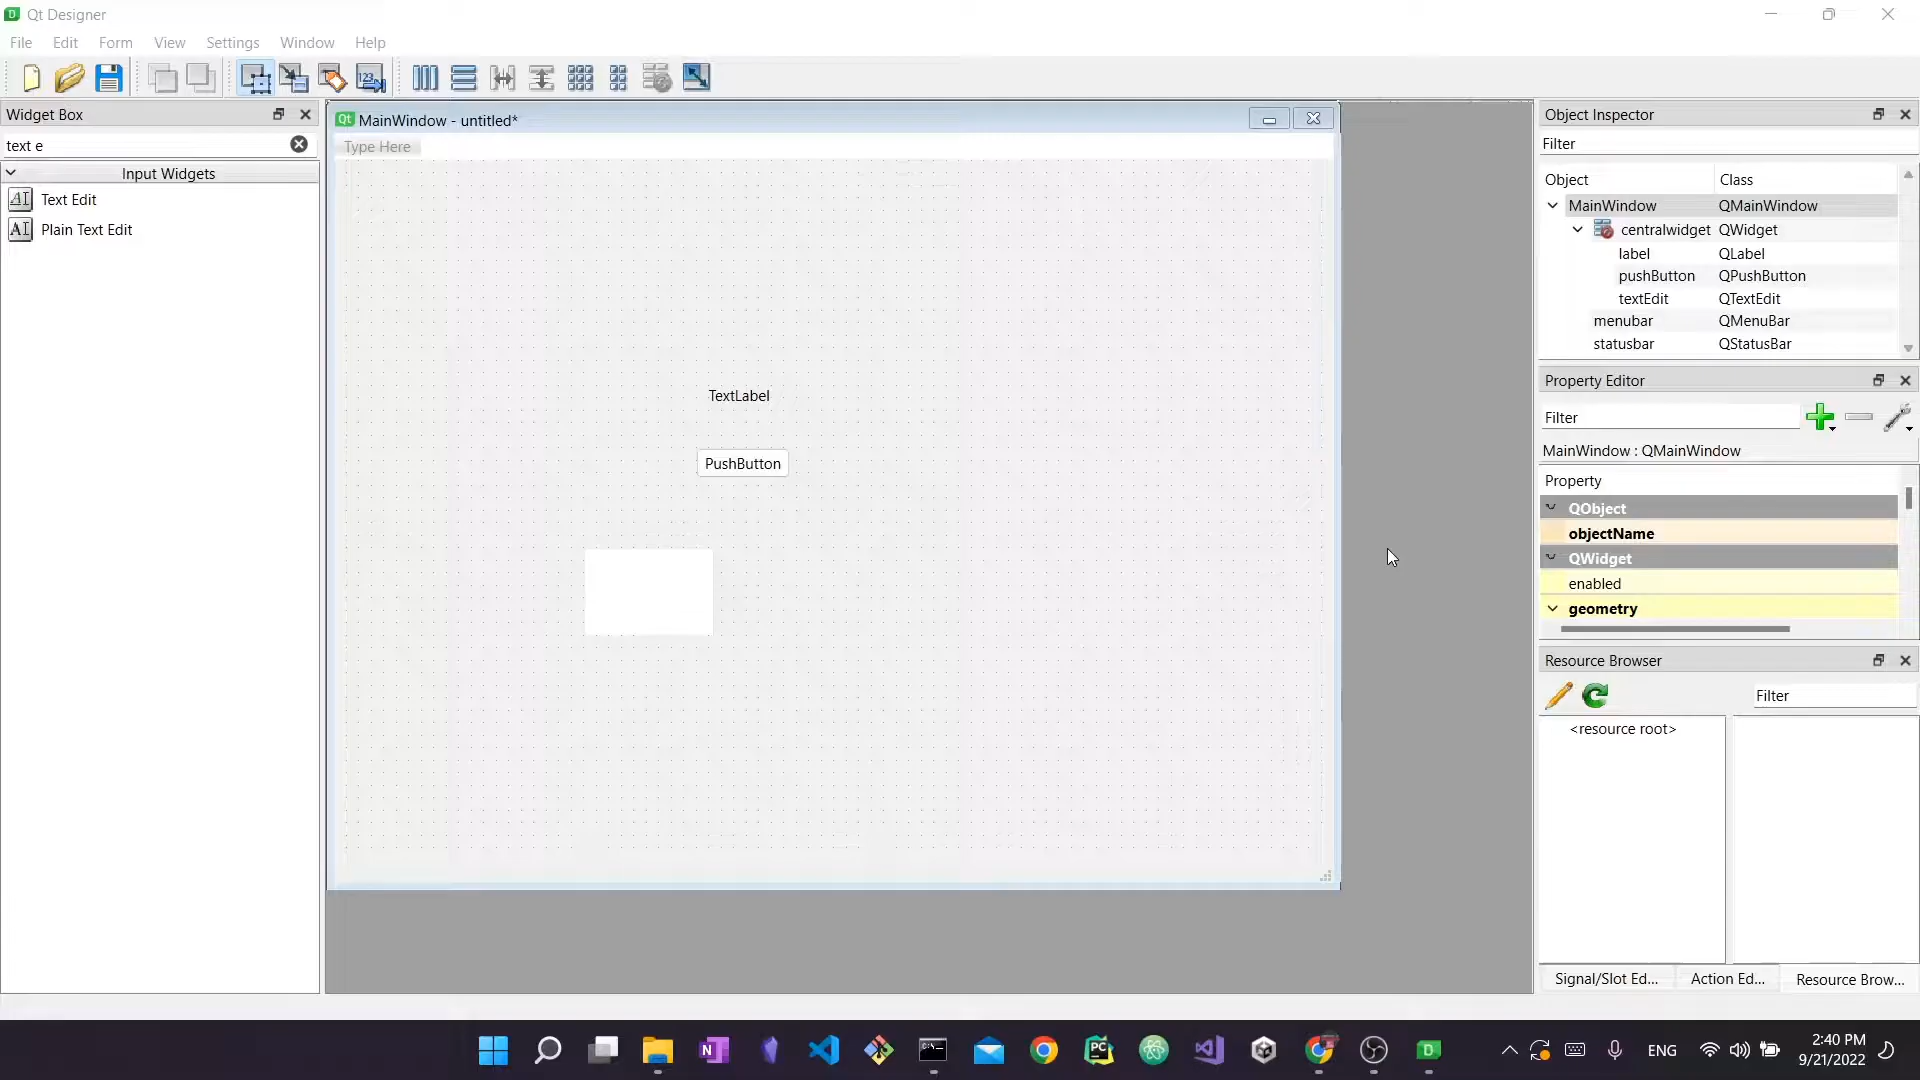 Qt Designer
File Edit Form View Settings Window Help
Widget Box
text e
Input Widgets
Text Edit
Plain Text Edit
MainWindow - untitled*
Type Here
TextLabel
PushButton
Object Inspector
Filter
Object Class
MainWindow QMainWindow
centralwidget QWidget
label QLabel
pushButton QPushButton
textEdit QTextEdit
menubar QMenuBar
statusbar QStatusBar
Property Editor
Filter
MainWindow : QMainWindow
Property
QObject
objectName
QWidget
enabled
geometry
Resource Browser
Filter
<resource root>
Signal/Slot Ed... Action Ed... Resource Brow...
ENG
2:40 PM
9/21/2022